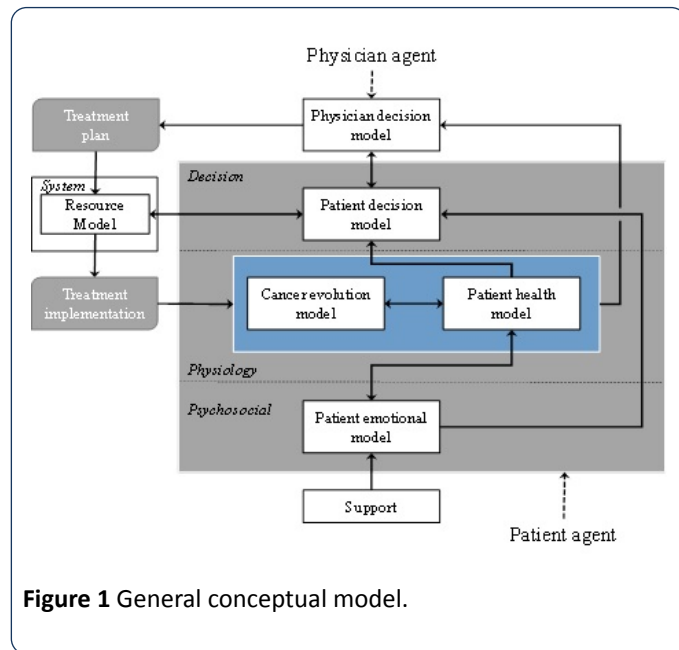 Physician agent
Treatment
plan
Physician decision
model
System
Resource
Model
Decision
Patient decision
model
Treatment
implementation
Cancer evolution
model
Patient health
model
Physiology
Psychosocial
Patient emotional
model
Support
Patient agent
Figure 1 General conceptual model.